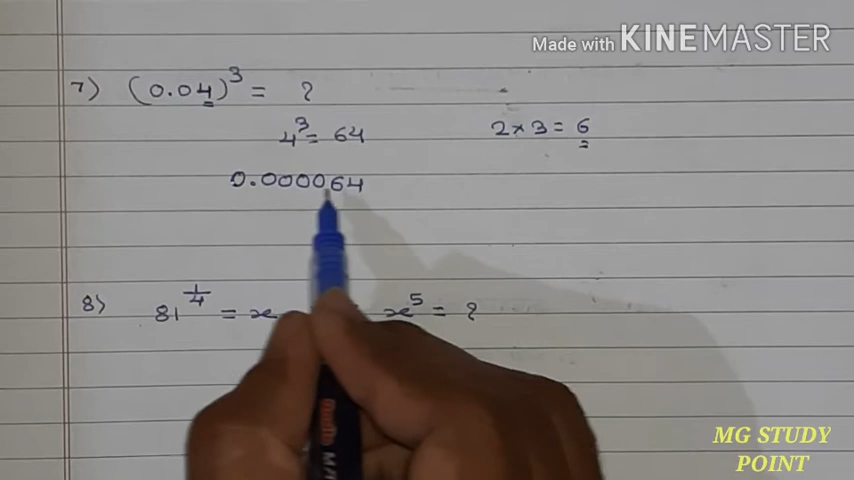 Made with KINEMASTER
7) (0.04)³ = ?
4³ = 64
2 × 3 = 6
0.000064
8) 81^(1/4) = x x⁵ = ?
MG STUDY
POINT